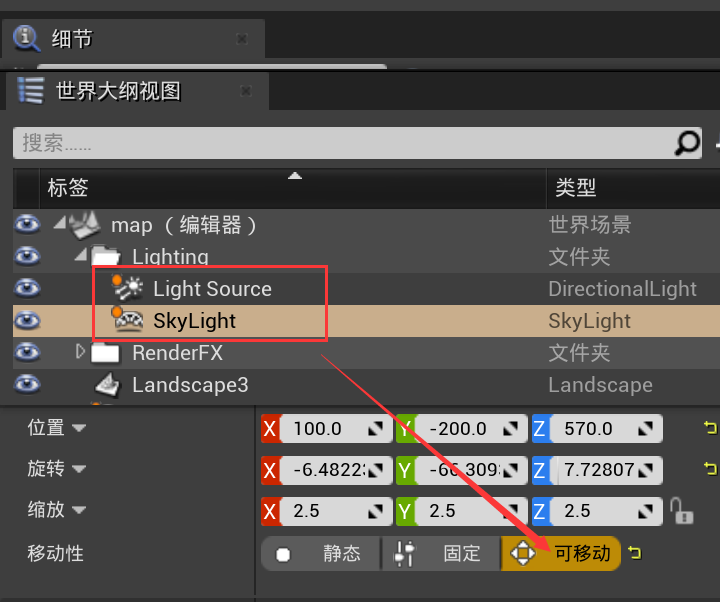 细节
世界大纲视图
搜索……
标签 类型
map （编辑器） 世界场景
Lighting 文件夹
Light Source DirectionalLight
SkyLight SkyLight
RenderFX 文件夹
Landscape3 Landscape
位置 X 100.0 Y -200.0 Z 570.0
旋转 X -6.4822 Y -66.309 Z 7.72807
缩放 X 2.5 Y 2.5 Z 2.5
移动性 静态 固定 可移动